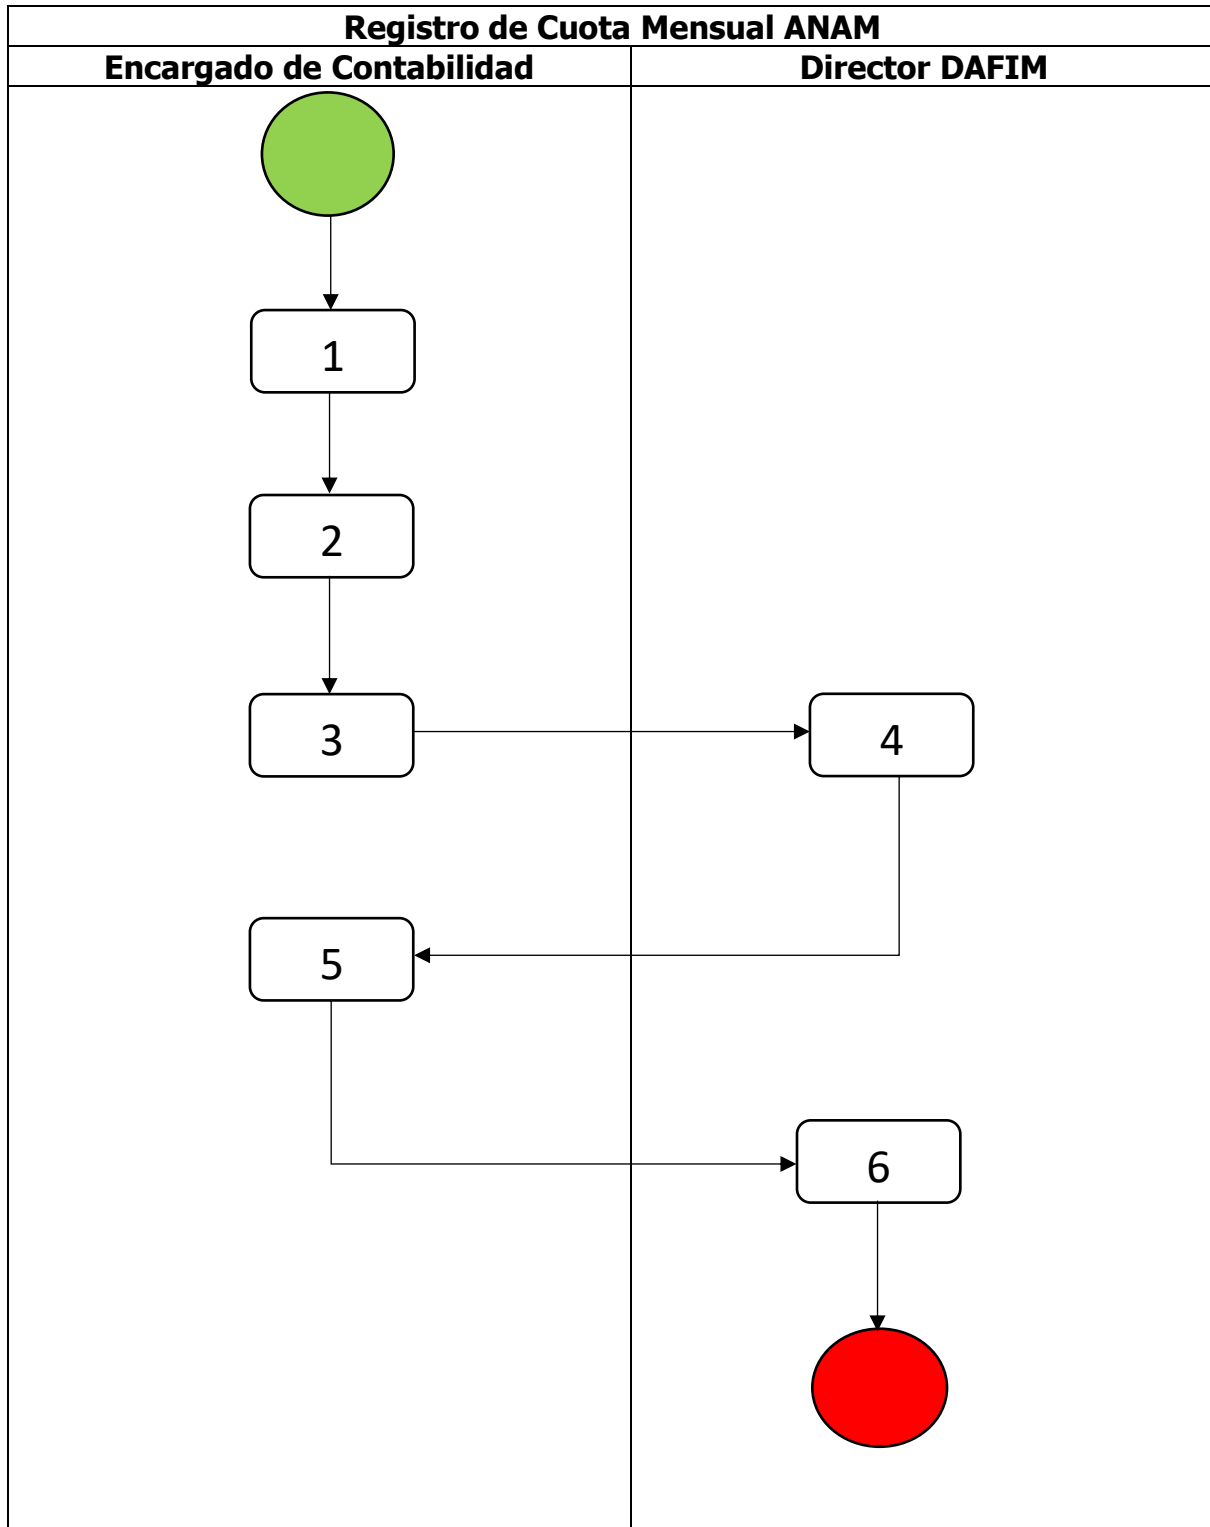 Registro de Cuota Mensual ANAM
Encargado de Contabilidad
Director DAFIM
1
2
3
4
5
6